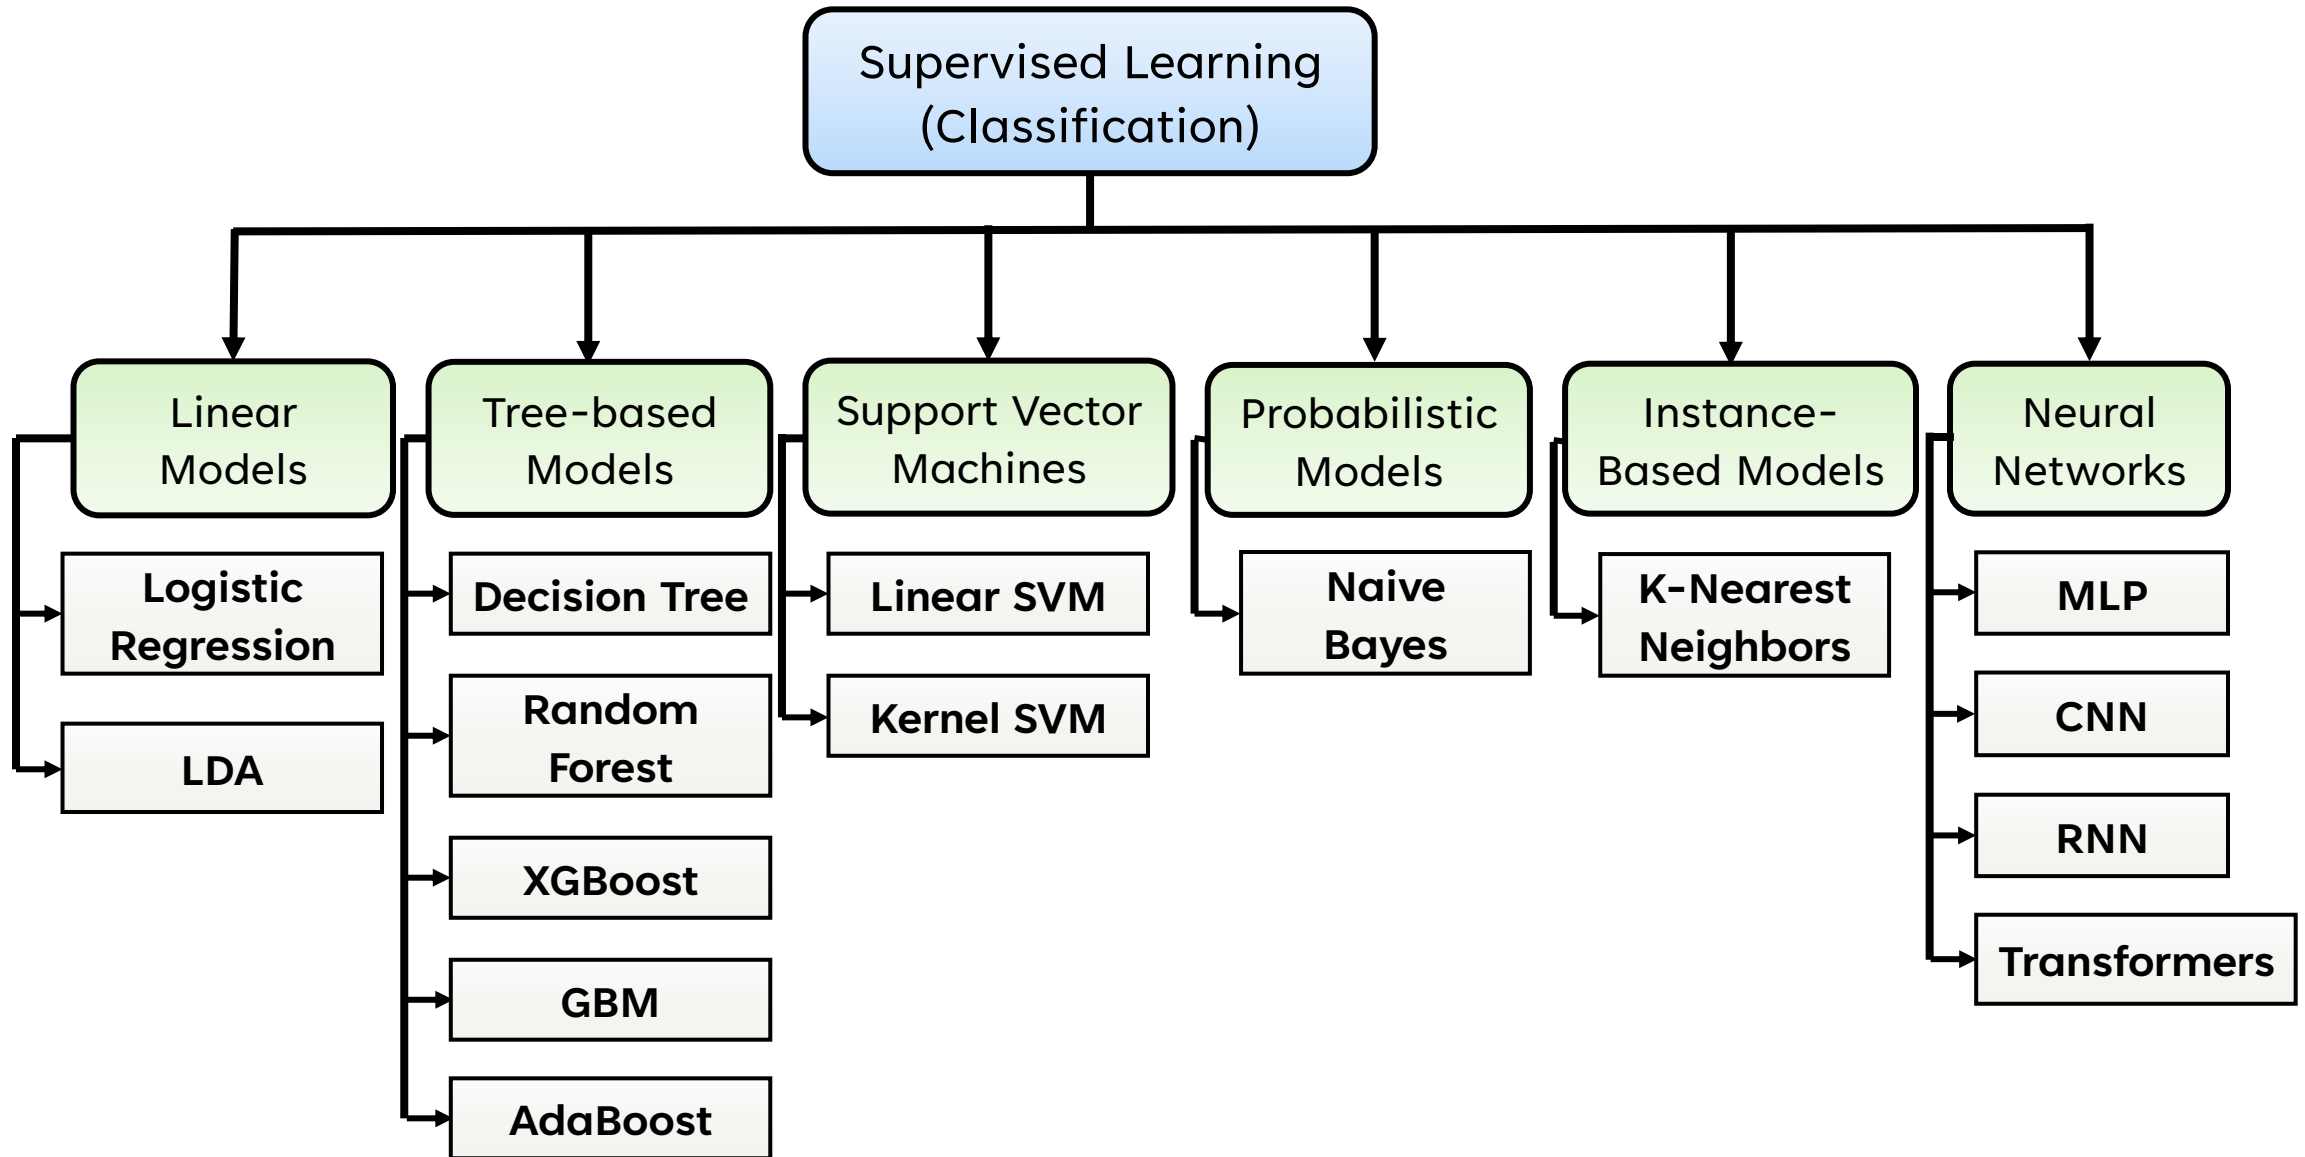 Supervised Learning
(Classification)
Linear
Models
Tree-based
Models
Support Vector
Machines
Probabilistic
Models
Instance-
Based Models
Neural
Networks
Logistic
Regression
LDA
Decision Tree
Random
Forest
XGBoost
GBM
AdaBoost
Linear SVM
Kernel SVM
Naive
Bayes
K-Nearest
Neighbors
MLP
CNN
RNN
Transformers